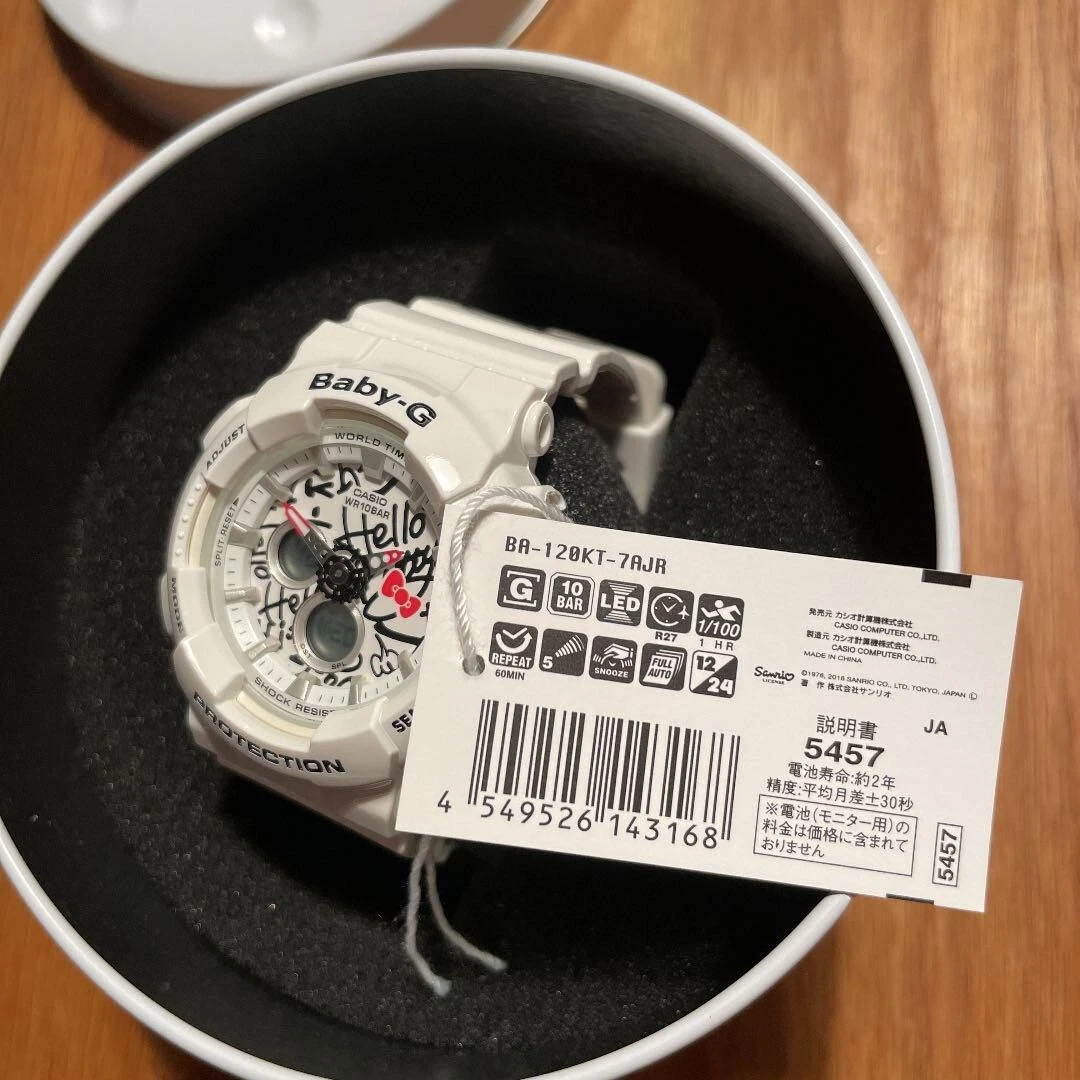 Baby-G
ADJUST
WORLD TIM
SPLIT RESET
CASIO
WR10BAR
Hello
MODE
SPL
SHOCK RESIST
PROTECTION
SEA
BA-120KT-7AJR
G
10
BAR
LED
R27
1/100
1 HR
REPEAT
60MIN
5
SNOOZE
FULL
AUTO
12/24
発売元 カシオ計算機株式会社
CASIO COMPUTER CO.,LTD.
製造元 カシオ計算機株式会社
CASIO COMPUTER CO.,LTD.
MADE IN CHINA
Sanrio
LICENSE
©1976, 2016 SANRIO CO., LTD. TOKYO, JAPAN Ⓛ
著 作 株式会社サンリオ
説明書
JA
5457
電池寿命:約2年
精度:平均月差±30秒
※電池(モニター用)の
料金は価格に含まれて
おりません
5457
4 549526 143168